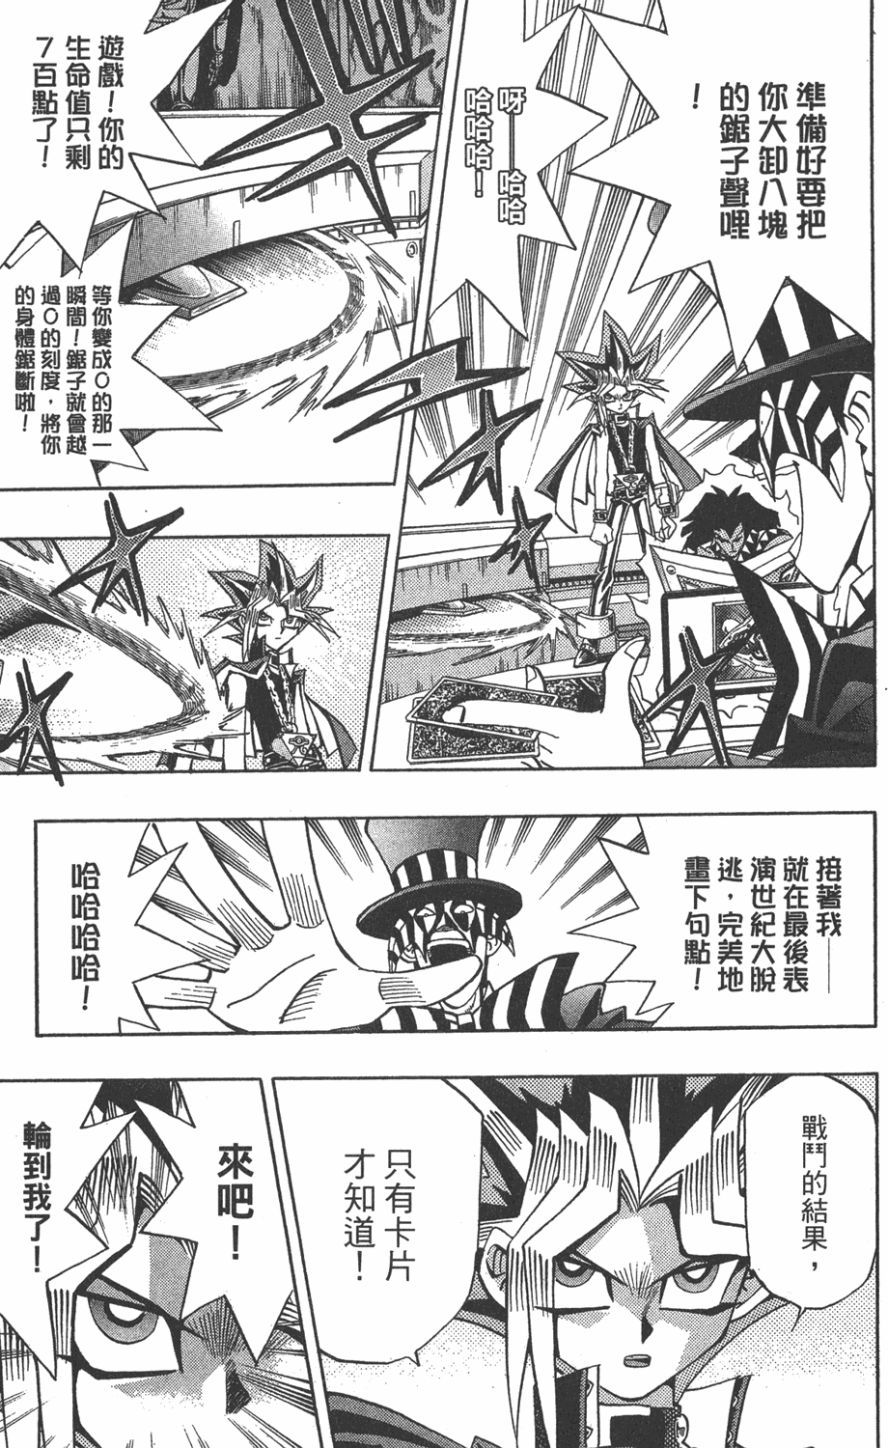 準備好要把
你大卸八塊
的鋸子聲哩
！
呀——哈哈
哈哈哈！
遊戲！你的
生命值只剩
7百點了！
等你變成0的那一
瞬間！鋸子就會越
過0的刻度，將你
的身體鋸斷啦！
接著我——
就在最後表
演世紀大脫
逃，完美地
畫下句點！
哈哈哈哈！
戰鬥的結果，
只有卡片
才知道！
來吧！
輪到我了！